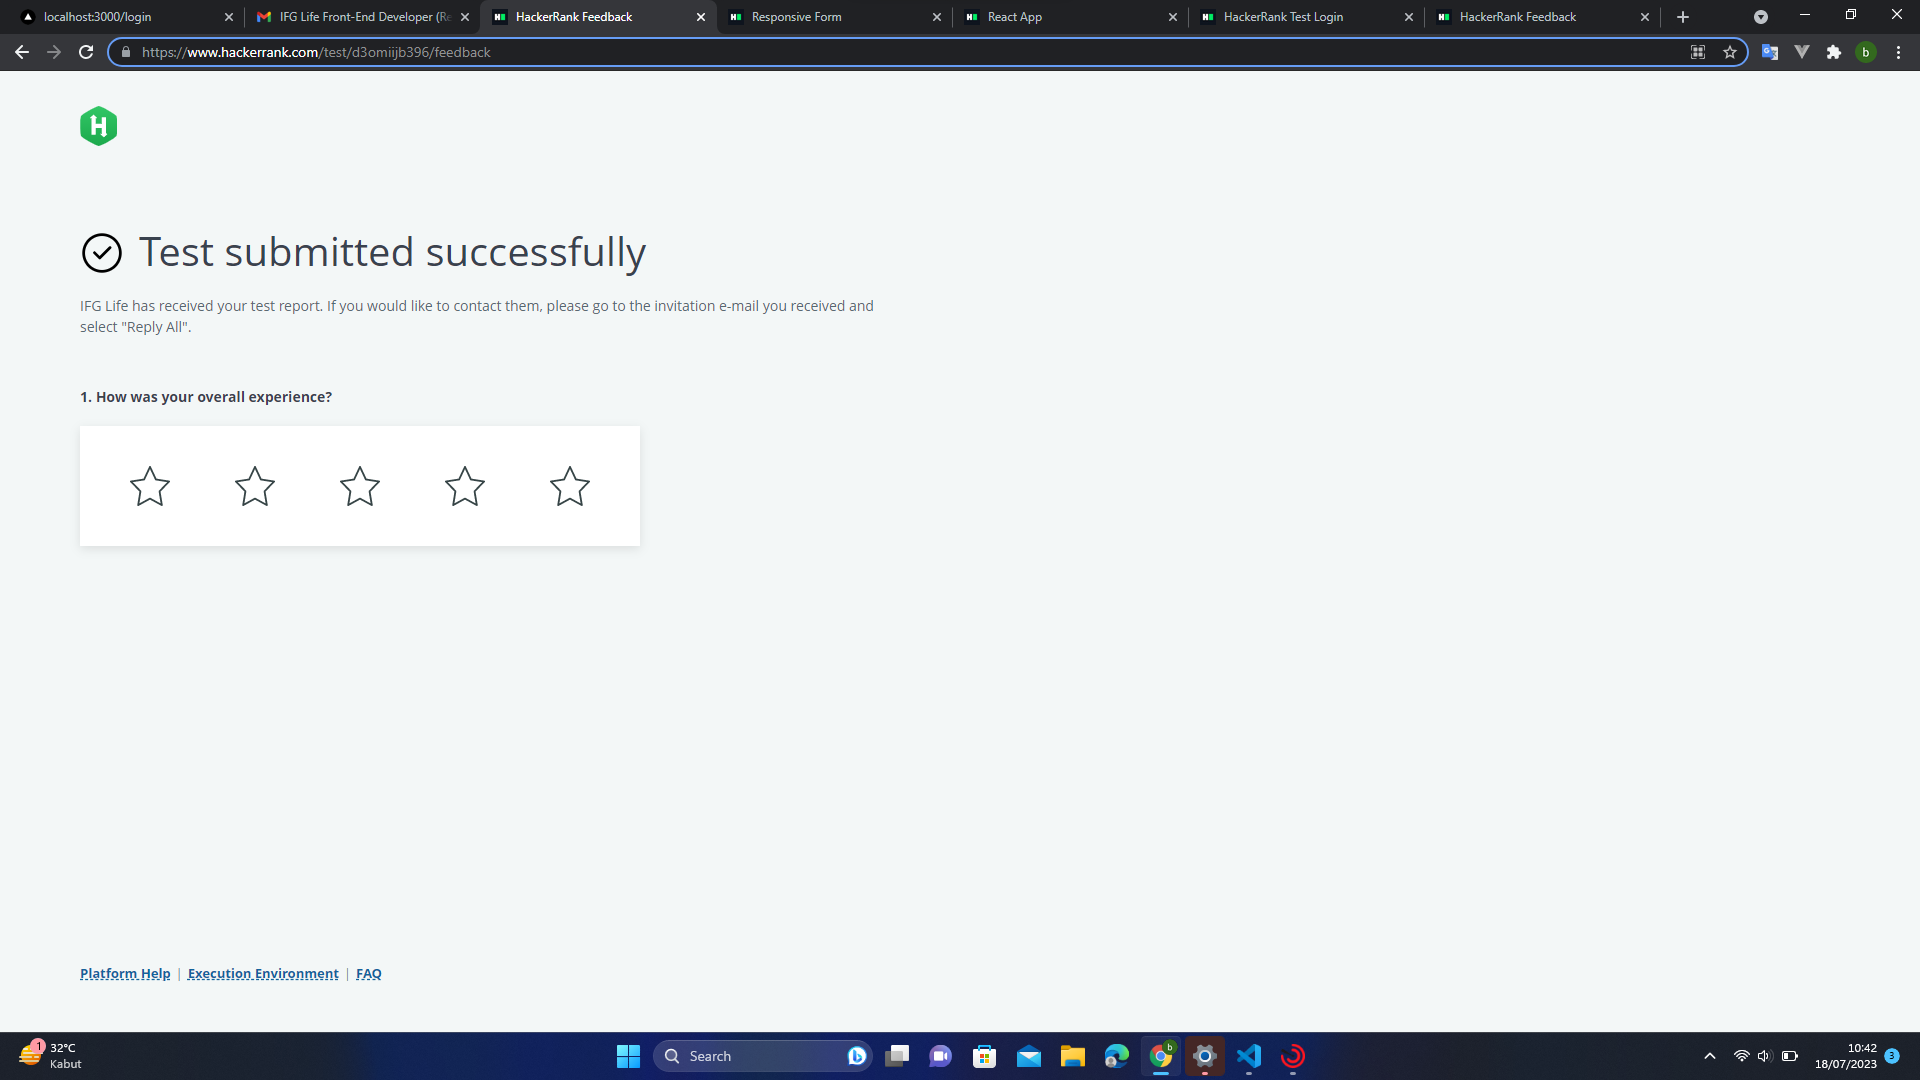 localhost:3000/login
IFG Life Front-End Developer (Re
HackerRank Feedback
Responsive Form
React App
HackerRank Test Login
HackerRank Feedback
https://www.hackerrank.com/test/d3omiijb396/feedback
b
H
Test submitted successfully
IFG Life has received your test report. If you would like to contact them, please go to the invitation e-mail you received and
select "Reply All".
1. How was your overall experience?
Platform Help | Execution Environment | FAQ
1
32°C
Kabut
Search
b
10:42
18/07/2023
3